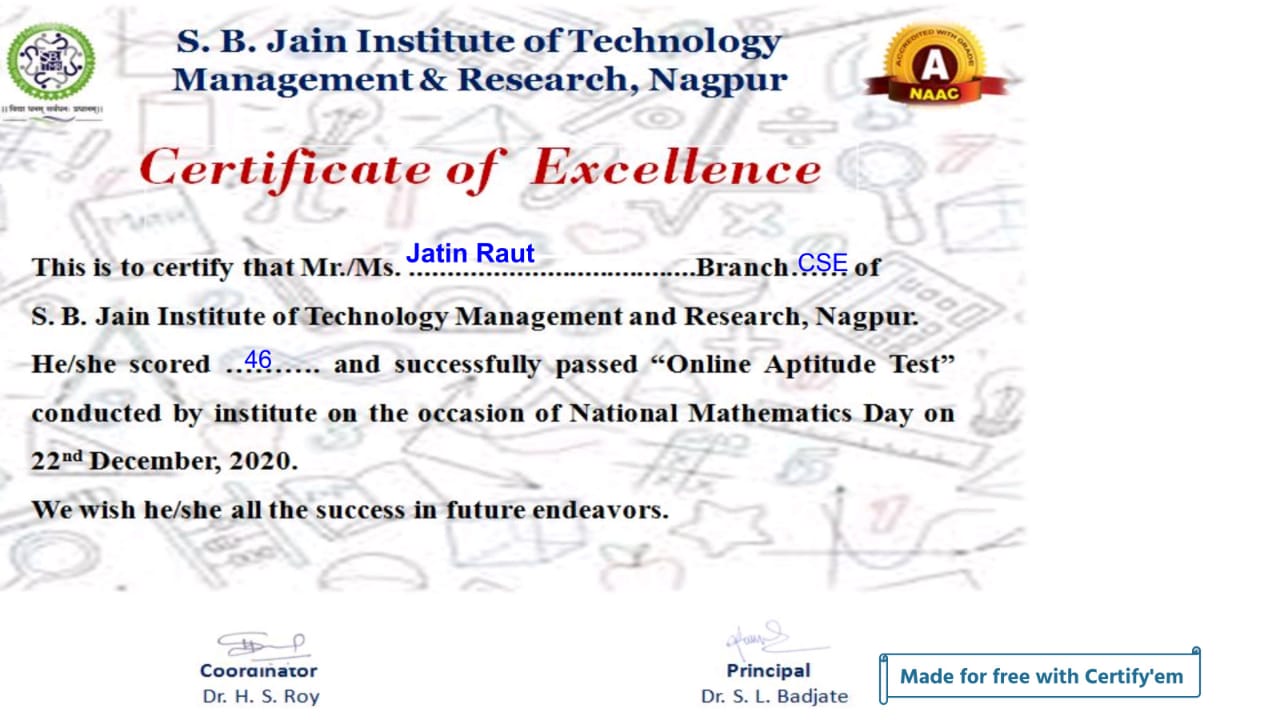 S. B. Jain Institute of Technology
Management & Research, Nagpur
ACCREDITED WITH GRADE
A
NAAC
|| विद्या धनम् सर्वधनः प्रधानम् ||
Certificate of Excellence
This is to certify that Mr./Ms. Jatin Raut Branch CSE of
S. B. Jain Institute of Technology Management and Research, Nagpur.
He/she scored 46 and successfully passed “Online Aptitude Test”
conducted by institute on the occasion of National Mathematics Day on
22nd December, 2020.
We wish he/she all the success in future endeavors.
Coordinator
Dr. H. S. Roy
Principal
Dr. S. L. Badjate
Made for free with Certify'em